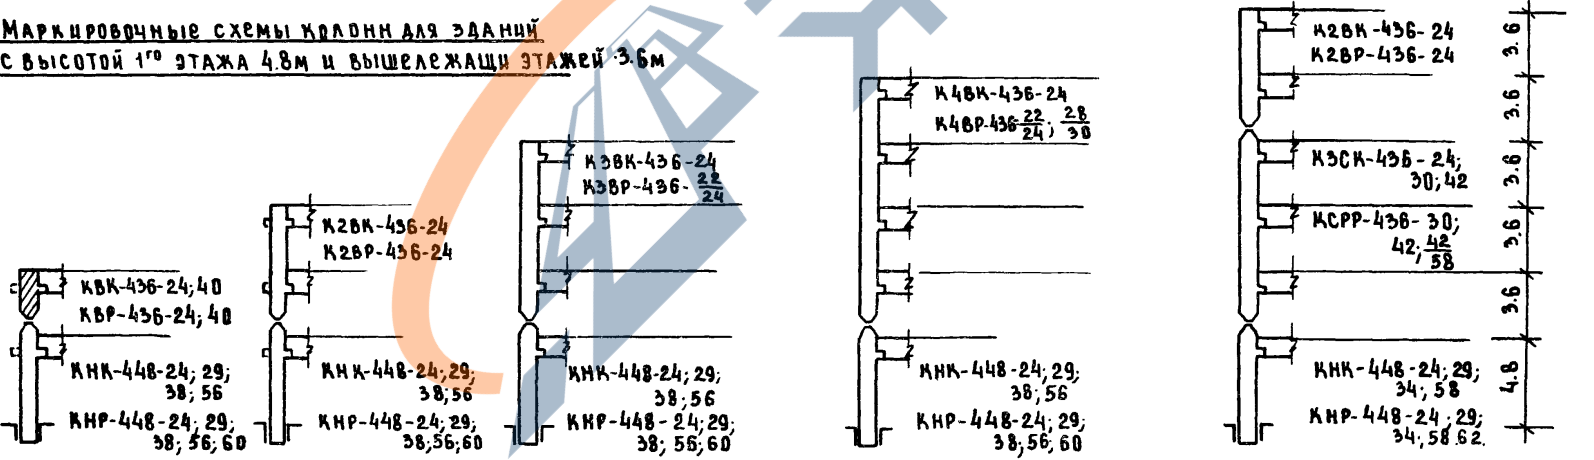 Маркировочные схемы колонн для зданий
с высотой 1го этажа 4.8м и вышележащи этажей 3.6м
КВК-436-24;40
КВР-436-24;40
КНК-448-24;29;
38;56
КНР-448-24;29;
38;56;60
К2ВК-436-24
К2ВР-436-24
КНК-448-24;29;
38;56
КНР-448-24;29;
38;56;60
К3ВК-436-24
К3ВР-436-22/24
КНК-448-24;29;
38;56
КНР-448-24;29;
38;56;60
К4ВК-436-24
К4ВР-436-22/24; 28/30
КНК-448-24;29;
38;56
КНР-448-24;29;
38;56;60
К2ВК-436-24
К2ВР-436-24
К3СК-436-24;
30;42
КСРР-436-30;
42; 42/58
КНК-448-24;29;
34;58
КНР-448-24;29;
34;58.62.
3.6
3.6
3.6
3.6
3.6
4.8